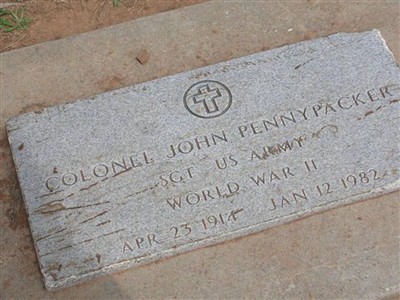 COLONEL JOHN PENNYPACKER
SGT US ARMY
WORLD WAR II
APR 23 1914 JAN 12 1982